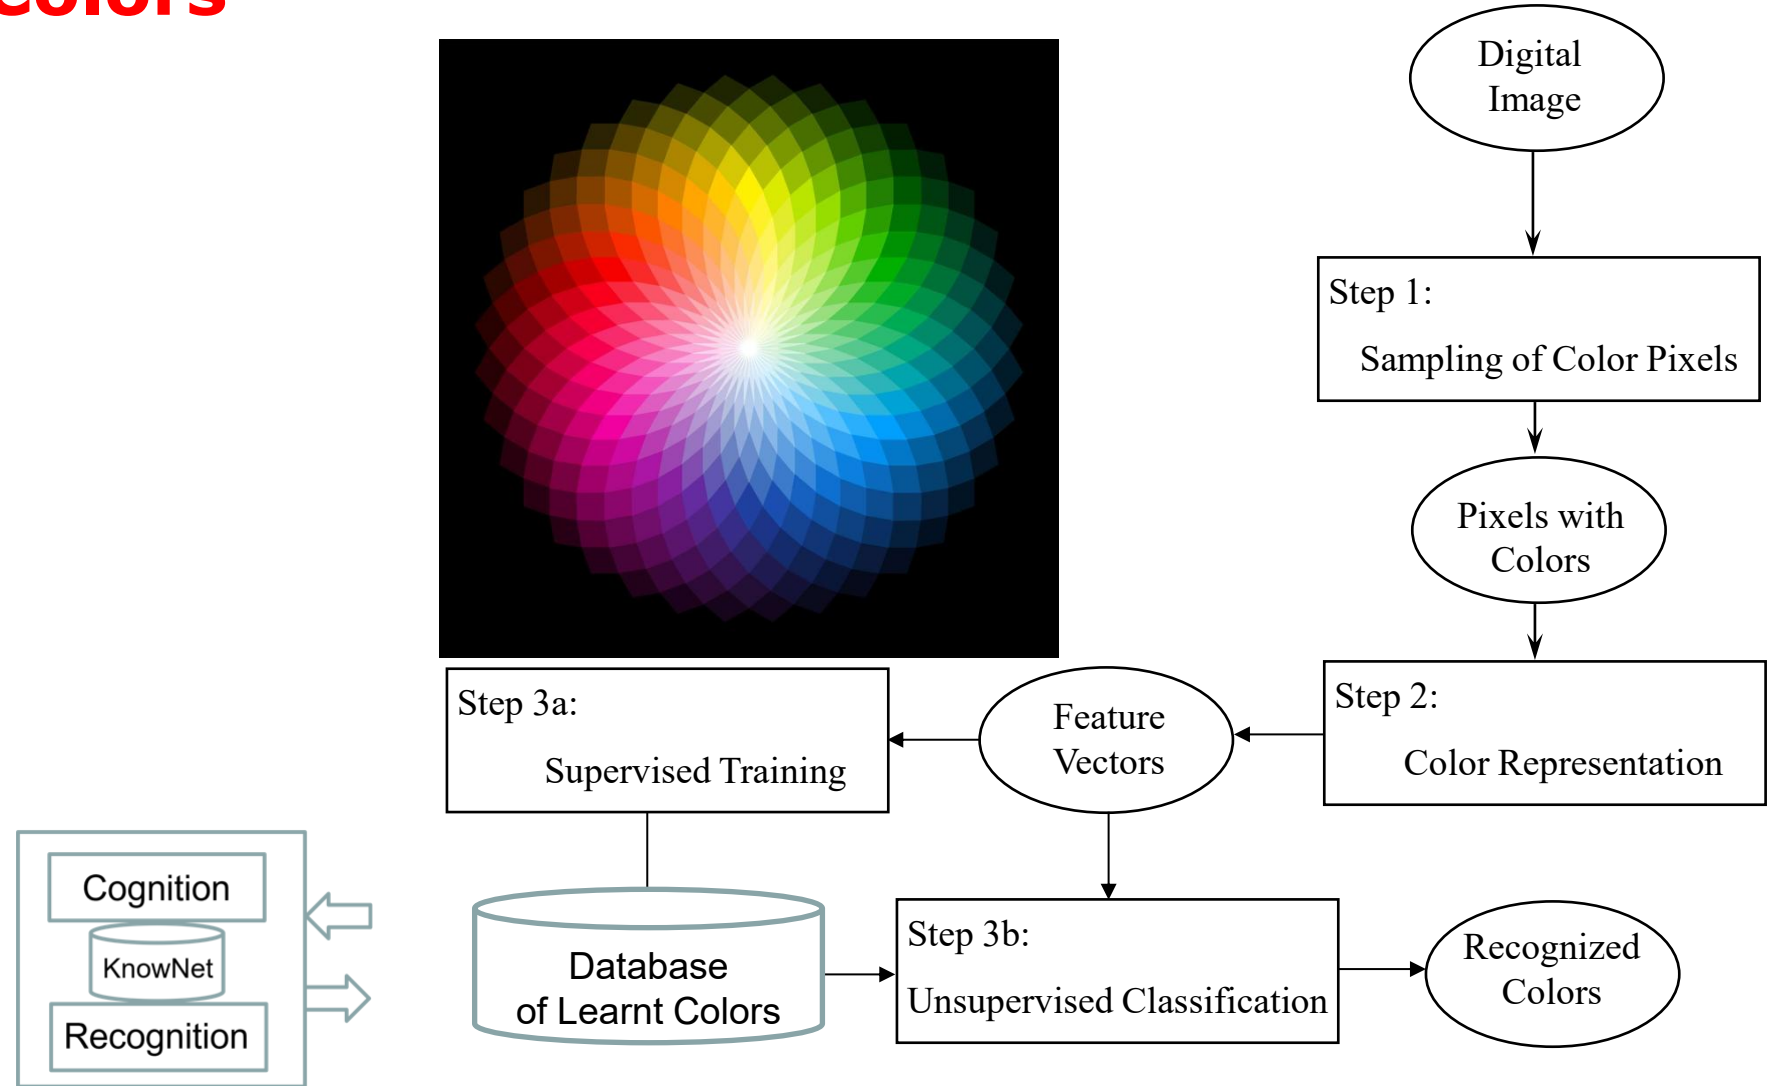 Colors
Digital
Image
Step 1:
Sampling of Color Pixels
Pixels with
Colors
Step 2:
Color Representation
Feature
Vectors
Step 3a:
Supervised Training
Database
of Learnt Colors
Step 3b:
Unsupervised Classification
Recognized
Colors
Cognition
KnowNet
Recognition